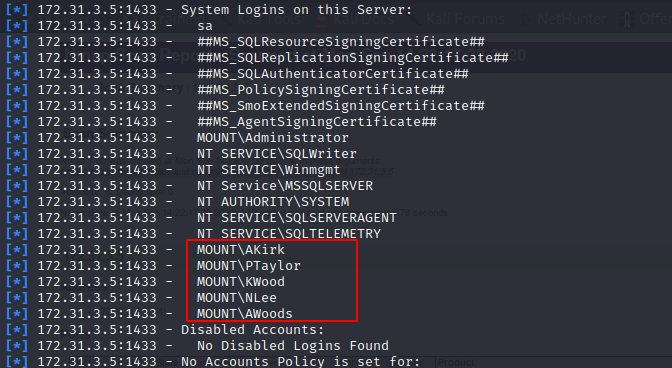 [*] 172.31.3.5:1433 - System Logins on this Server:
[*] 172.31.3.5:1433 -   sa
[*] 172.31.3.5:1433 -   ##MS_SQLResourceSigningCertificate##
[*] 172.31.3.5:1433 -   ##MS_SQLReplicationSigningCertificate##
[*] 172.31.3.5:1433 -   ##MS_SQLAuthenticatorCertificate##
[*] 172.31.3.5:1433 -   ##MS_PolicySigningCertificate##
[*] 172.31.3.5:1433 -   ##MS_SmoExtendedSigningCertificate##
[*] 172.31.3.5:1433 -   ##MS_AgentSigningCertificate##
[*] 172.31.3.5:1433 -   MOUNT\Administrator
[*] 172.31.3.5:1433 -   NT SERVICE\SQLWriter
[*] 172.31.3.5:1433 -   NT SERVICE\Winmgmt
[*] 172.31.3.5:1433 -   NT Service\MSSQLSERVER
[*] 172.31.3.5:1433 -   NT AUTHORITY\SYSTEM
[*] 172.31.3.5:1433 -   NT SERVICE\SQLSERVERAGENT
[*] 172.31.3.5:1433 -   NT SERVICE\SQLTELEMETRY
[*] 172.31.3.5:1433 -   MOUNT\AKirk
[*] 172.31.3.5:1433 -   MOUNT\PTaylor
[*] 172.31.3.5:1433 -   MOUNT\KWood
[*] 172.31.3.5:1433 -   MOUNT\NLee
[*] 172.31.3.5:1433 -   MOUNT\AWoods
[*] 172.31.3.5:1433 - Disabled Accounts:
[*] 172.31.3.5:1433 -   No Disabled Logins Found
[*] 172.31.3.5:1433 - No Accounts Policy is set for:
Kali Tools
Kali Docs
Kali Forums
NetHunter
Product